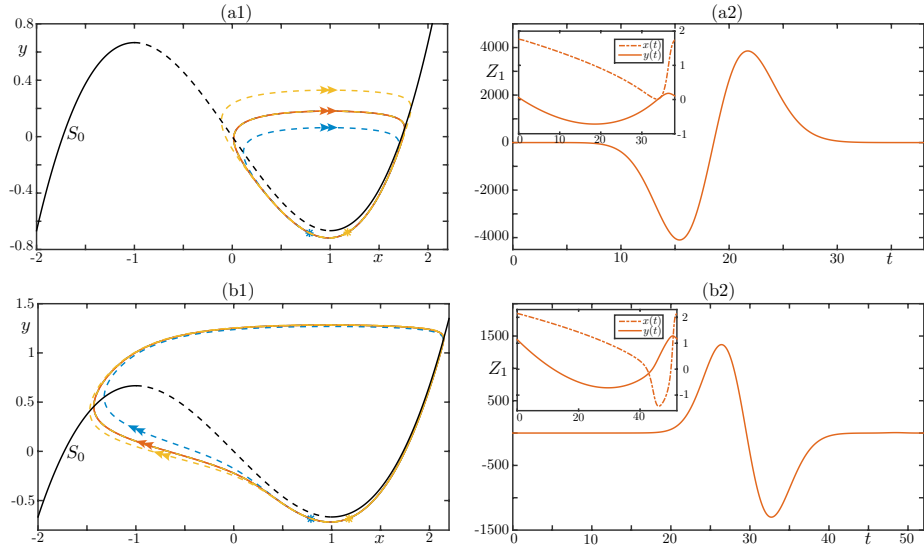 (a1)
0.8
y
0.4
S₀
0
-0.4
-0.8
-2 -1 0 1 x 2
(a2)
4000
Z₁
2000
0
-2000
-4000
0 10 20 30 t
x(t)
y(t)
2
1
0
-1
0 10 20 30
(b1)
1.5
y
1.0
0.5
0
S₀
-0.5
-2 -1 0 1 x 2
(b2)
1500
Z₁
500
0
-500
-1500
0 10 20 30 40 t 50
x(t)
y(t)
2
1
0
-1
0 20 40